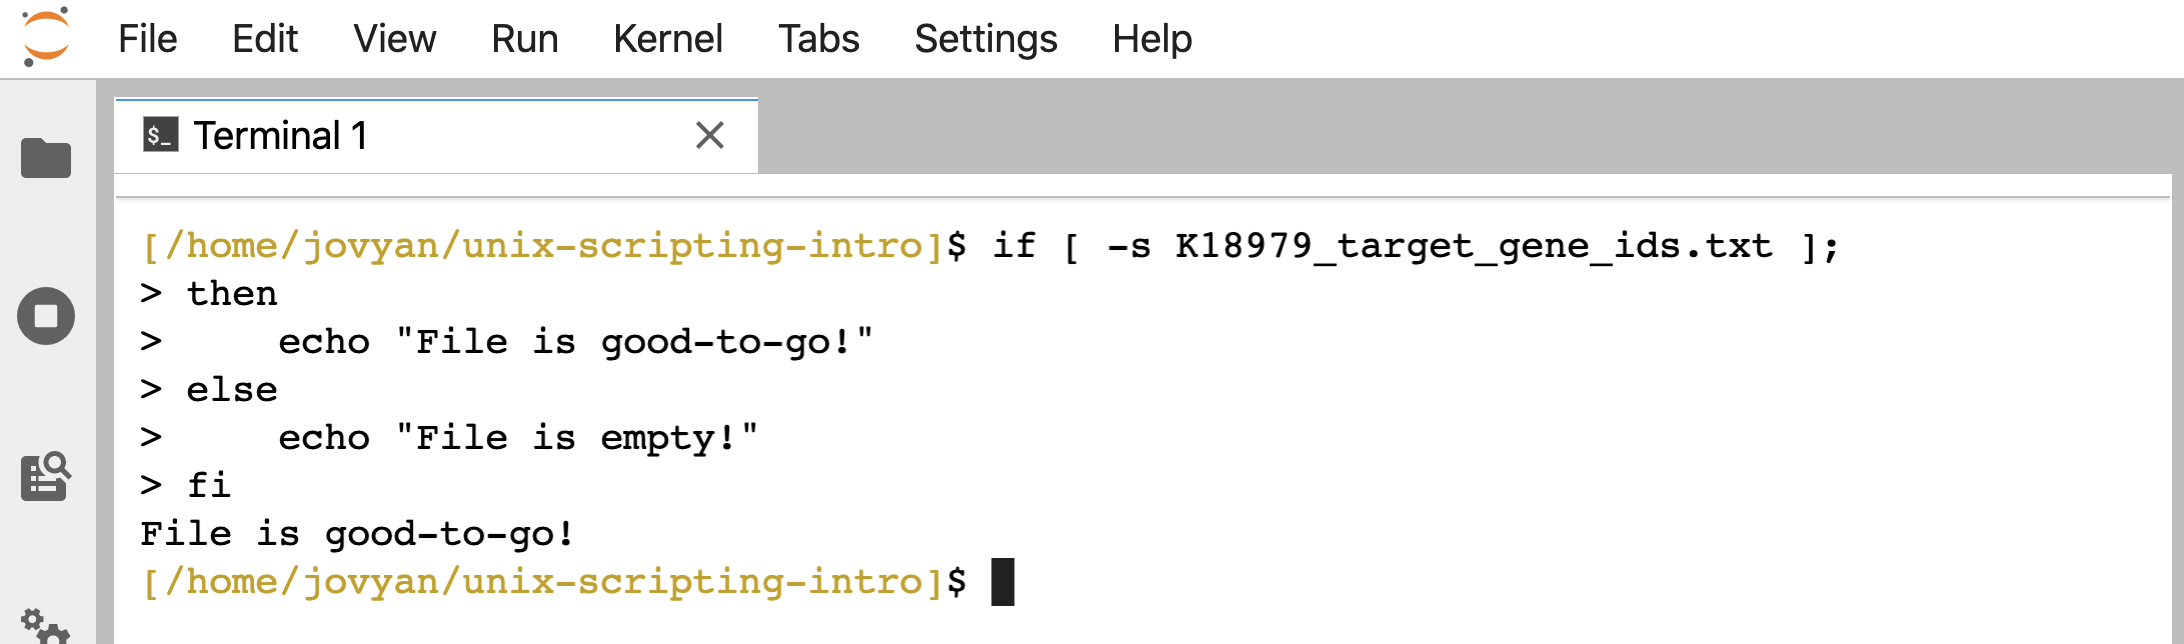 File Edit View Run Kernel Tabs Settings Help
$_ Terminal 1
[/home/jovyan/unix-scripting-intro]$ if [ -s K18979_target_gene_ids.txt ];
> then
>     echo "File is good-to-go!"
> else
>     echo "File is empty!"
> fi
File is good-to-go!
[/home/jovyan/unix-scripting-intro]$